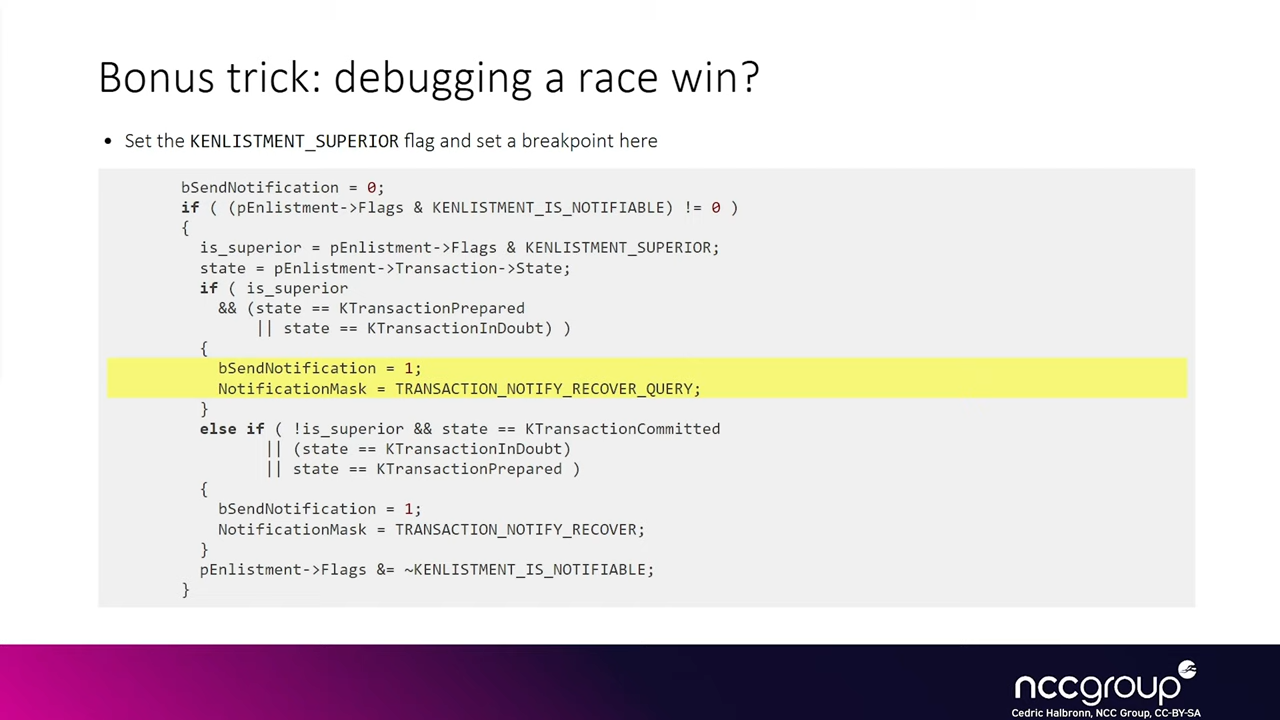 Bonus trick: debugging a race win?
• Set the KENLISTMENT_SUPERIOR flag and set a breakpoint here
bSendNotification = 0;
if ( (pEnlistment->Flags & KENLISTMENT_IS_NOTIFIABLE) != 0 )
{
is_superior = pEnlistment->Flags & KENLISTMENT_SUPERIOR;
state = pEnlistment->Transaction->State;
if ( is_superior
&& (state == KTransactionPrepared
|| state == KTransactionInDoubt) )
{
bSendNotification = 1;
NotificationMask = TRANSACTION_NOTIFY_RECOVER_QUERY;
}
else if ( !is_superior && state == KTransactionCommitted
|| (state == KTransactionInDoubt)
|| state == KTransactionPrepared )
{
bSendNotification = 1;
NotificationMask = TRANSACTION_NOTIFY_RECOVER;
}
pEnlistment->Flags &= ~KENLISTMENT_IS_NOTIFIABLE;
}
nccgroup
Cedric Halbronn, NCC Group, CC-BY-SA